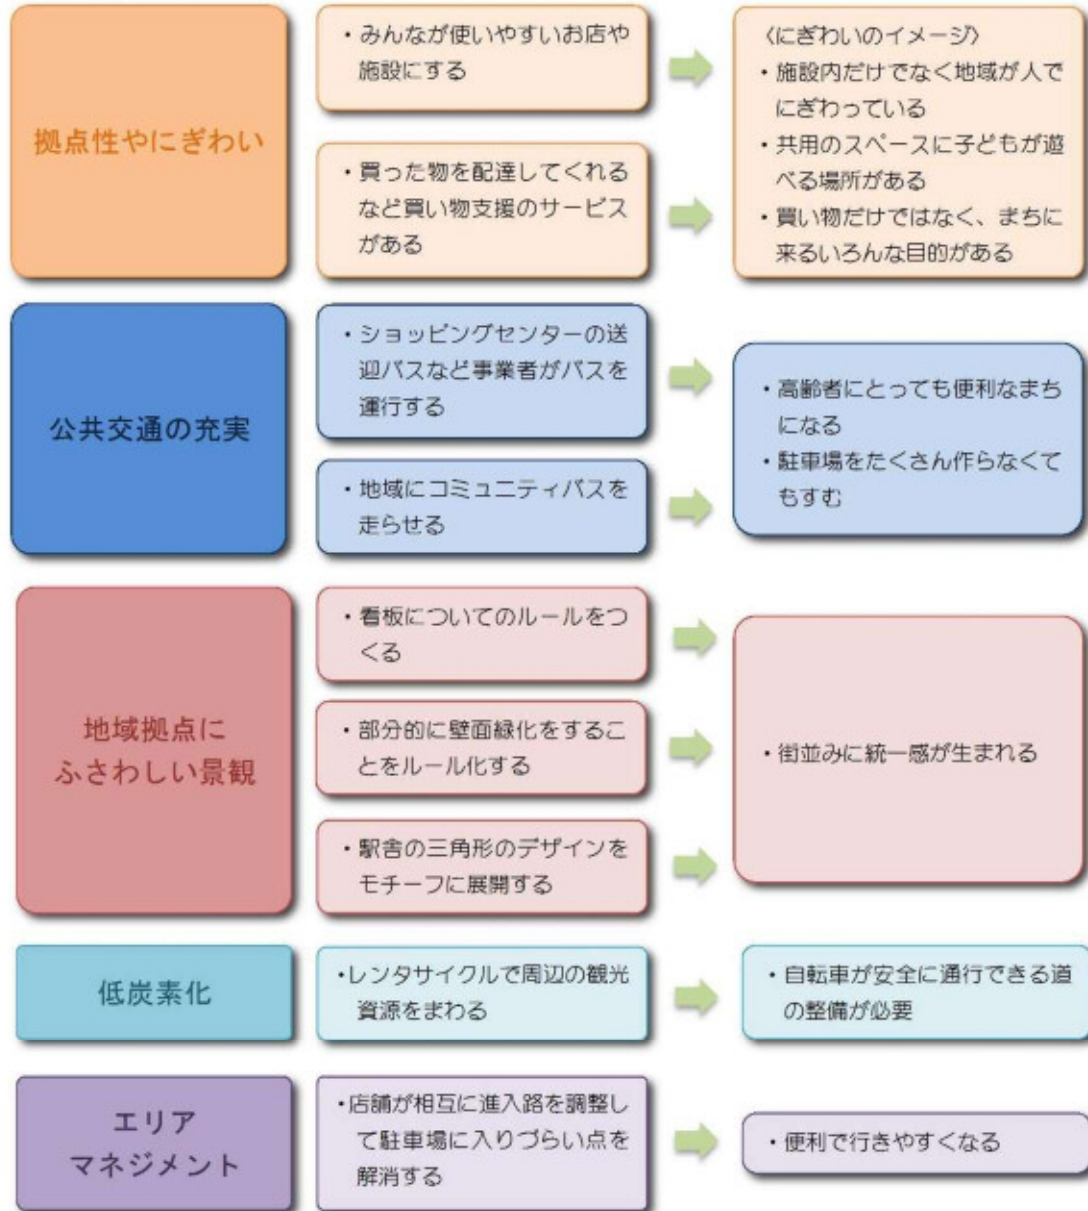 拠点性やにぎわい
・みんなが使いやすいお店や
施設にする
・買った物を配達してくれる
など買い物支援のサービス
がある
〈にぎわいのイメージ〉
・施設内だけでなく地域が人で
にぎわっている
・共用のスペースに子どもが遊
べる場所がある
・買い物だけではなく、まちに
来るいろんな目的がある
公共交通の充実
・ショッピングセンターの送
迎バスなど事業者がバスを
運行する
・地域にコミュニティバスを
走らせる
・高齢者にとっても便利なまち
になる
・駐車場をたくさん作らなくて
もすむ
地域拠点に
ふさわしい景観
・看板についてのルールをつ
くる
・部分的に壁面緑化をするこ
とをルール化する
・駅舎の三角形のデザインを
モチーフに展開する
・街並みに統一感が生まれる
低炭素化
・レンタサイクルで周辺の観光
資源をまわる
・自転車が安全に通行できる道
の整備が必要
エリア
マネジメント
・店舗が相互に進入路を調整し
て駐車場に入りづらい点を
解消する
・便利で行きやすくなる